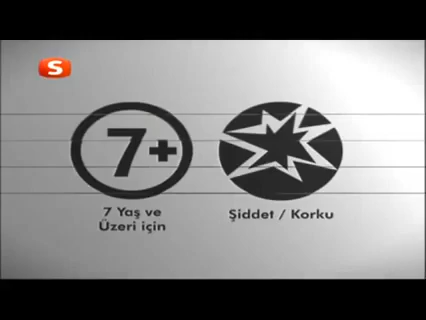 S
7+
7 Yaş ve
Üzeri için
Şiddet / Korku